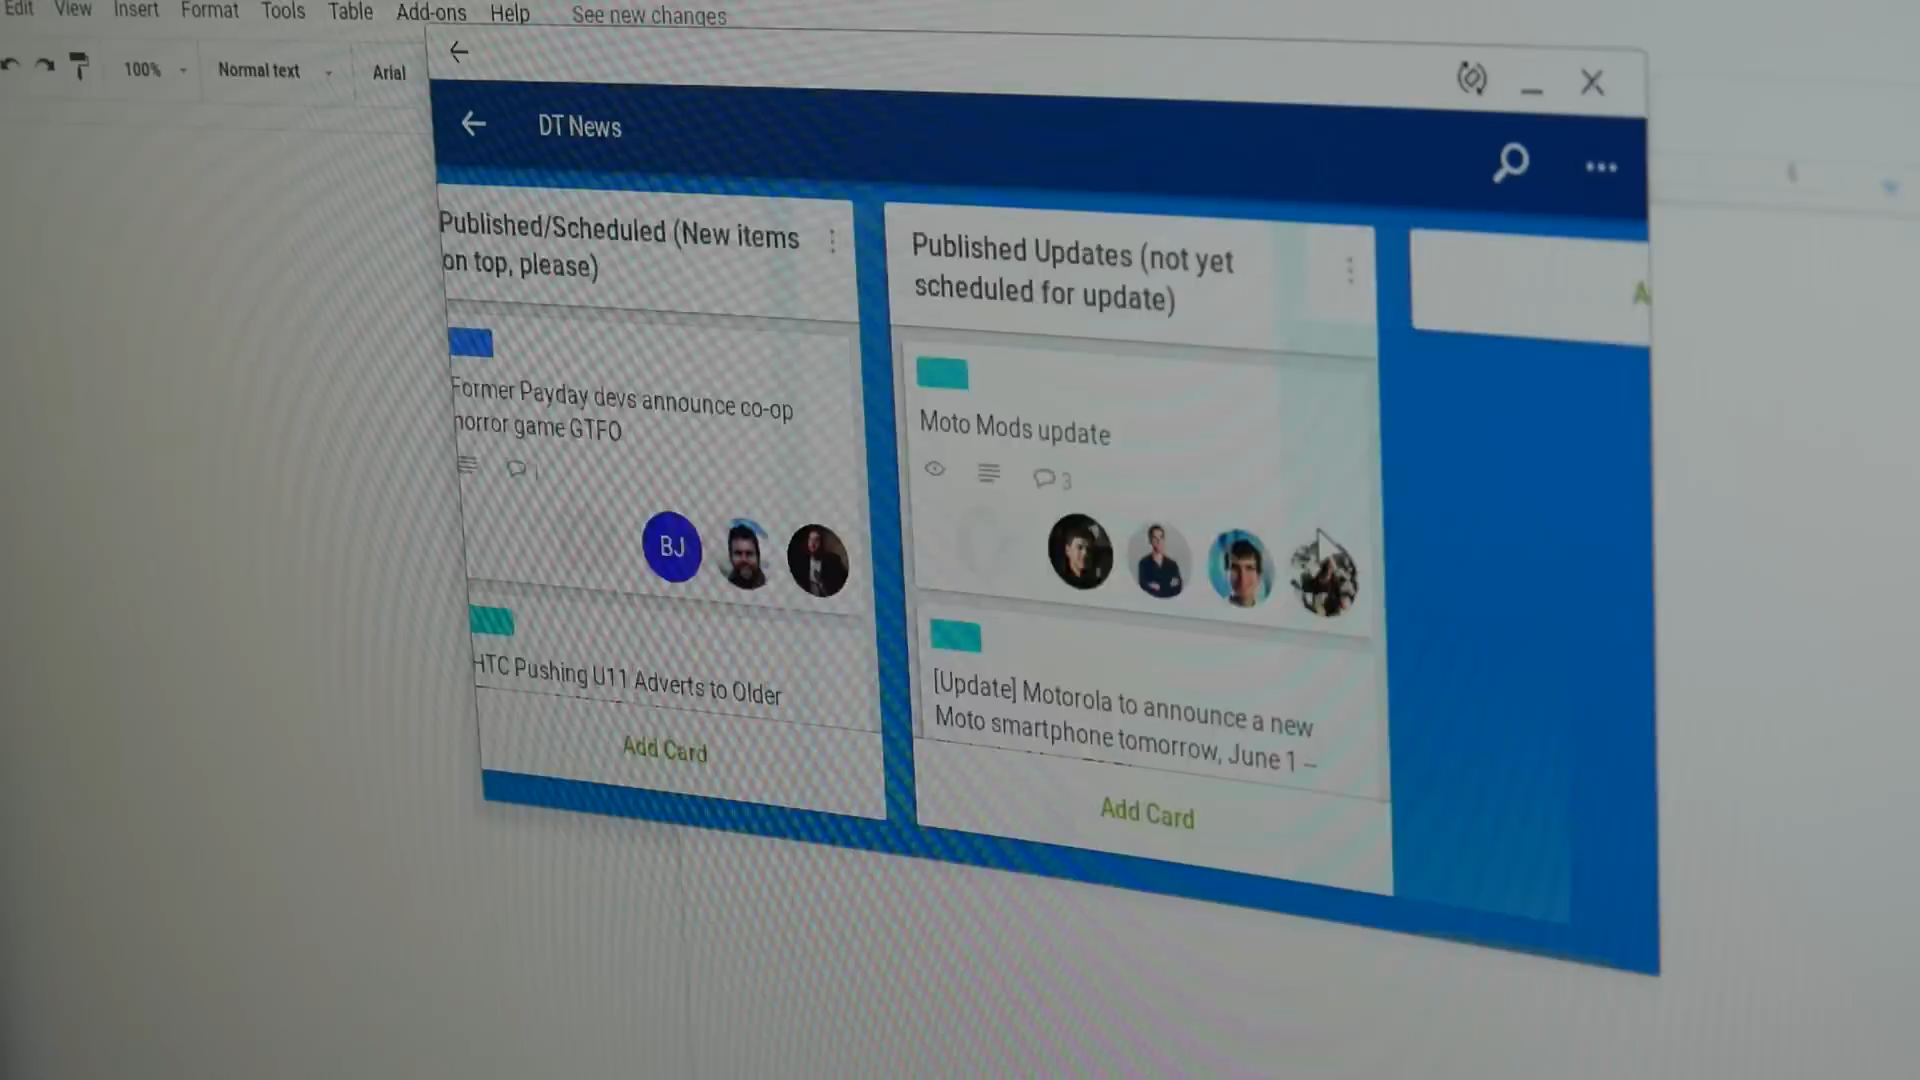 Edit View Insert Format Tools Table Add-ons Help See new changes
100% Normal text Arial
DT News
Published/Scheduled (New items
on top, please)
Former Payday devs announce co-op
horror game GTFO
1
BJ
HTC Pushing U11 Adverts to Older
Add Card
Published Updates (not yet
scheduled for update)
Moto Mods update
3
[Update] Motorola to announce a new
Moto smartphone tomorrow, June 1 –
Add Card
A